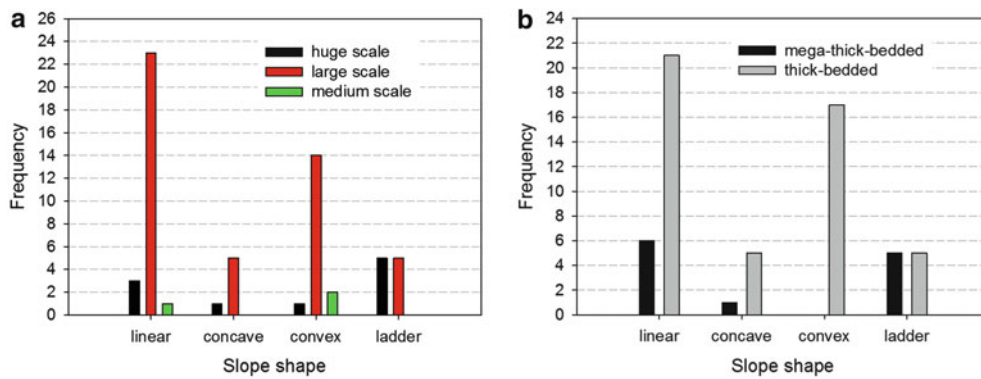 a
26
24
22
20
18
16
14
12
10
8
6
4
2
0
Frequency
huge scale
large scale
medium scale
linear concave convex ladder
Slope shape
b
24
22
20
18
16
14
12
10
8
6
4
2
0
Frequency
mega-thick-bedded
thick-bedded
linear concave convex ladder
Slope shape